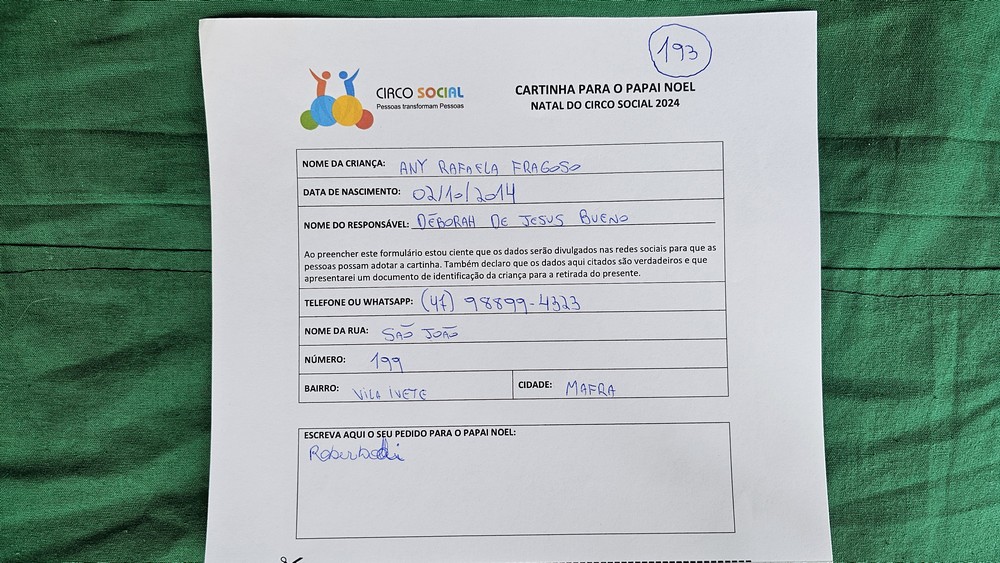 193
CIRCO SOCIAL
Pessoas transformam Pessoas
CARTINHA PARA O PAPAI NOEL
NATAL DO CIRCO SOCIAL 2024
NOME DA CRIANÇA: ANY RAFAELA FRAGOSO
DATA DE NASCIMENTO: 02/10/2014
NOME DO RESPONSÁVEL: DÉBORAH DE JESUS BUENO
Ao preencher este formulário estou ciente que os dados serão divulgados nas redes sociais para que as
pessoas possam adotar a cartinha. Também declaro que os dados aqui citados são verdadeiros e que
apresentarei um documento de identificação da criança para a retirada do presente.
TELEFONE OU WHATSAPP: (47) 98899-4323
NOME DA RUA: SÃO JOÃO
NÚMERO: 199
BAIRRO: VILA IVETE CIDADE: MAFRA
ESCREVA AQUI O SEU PEDIDO PARA O PAPAI NOEL: